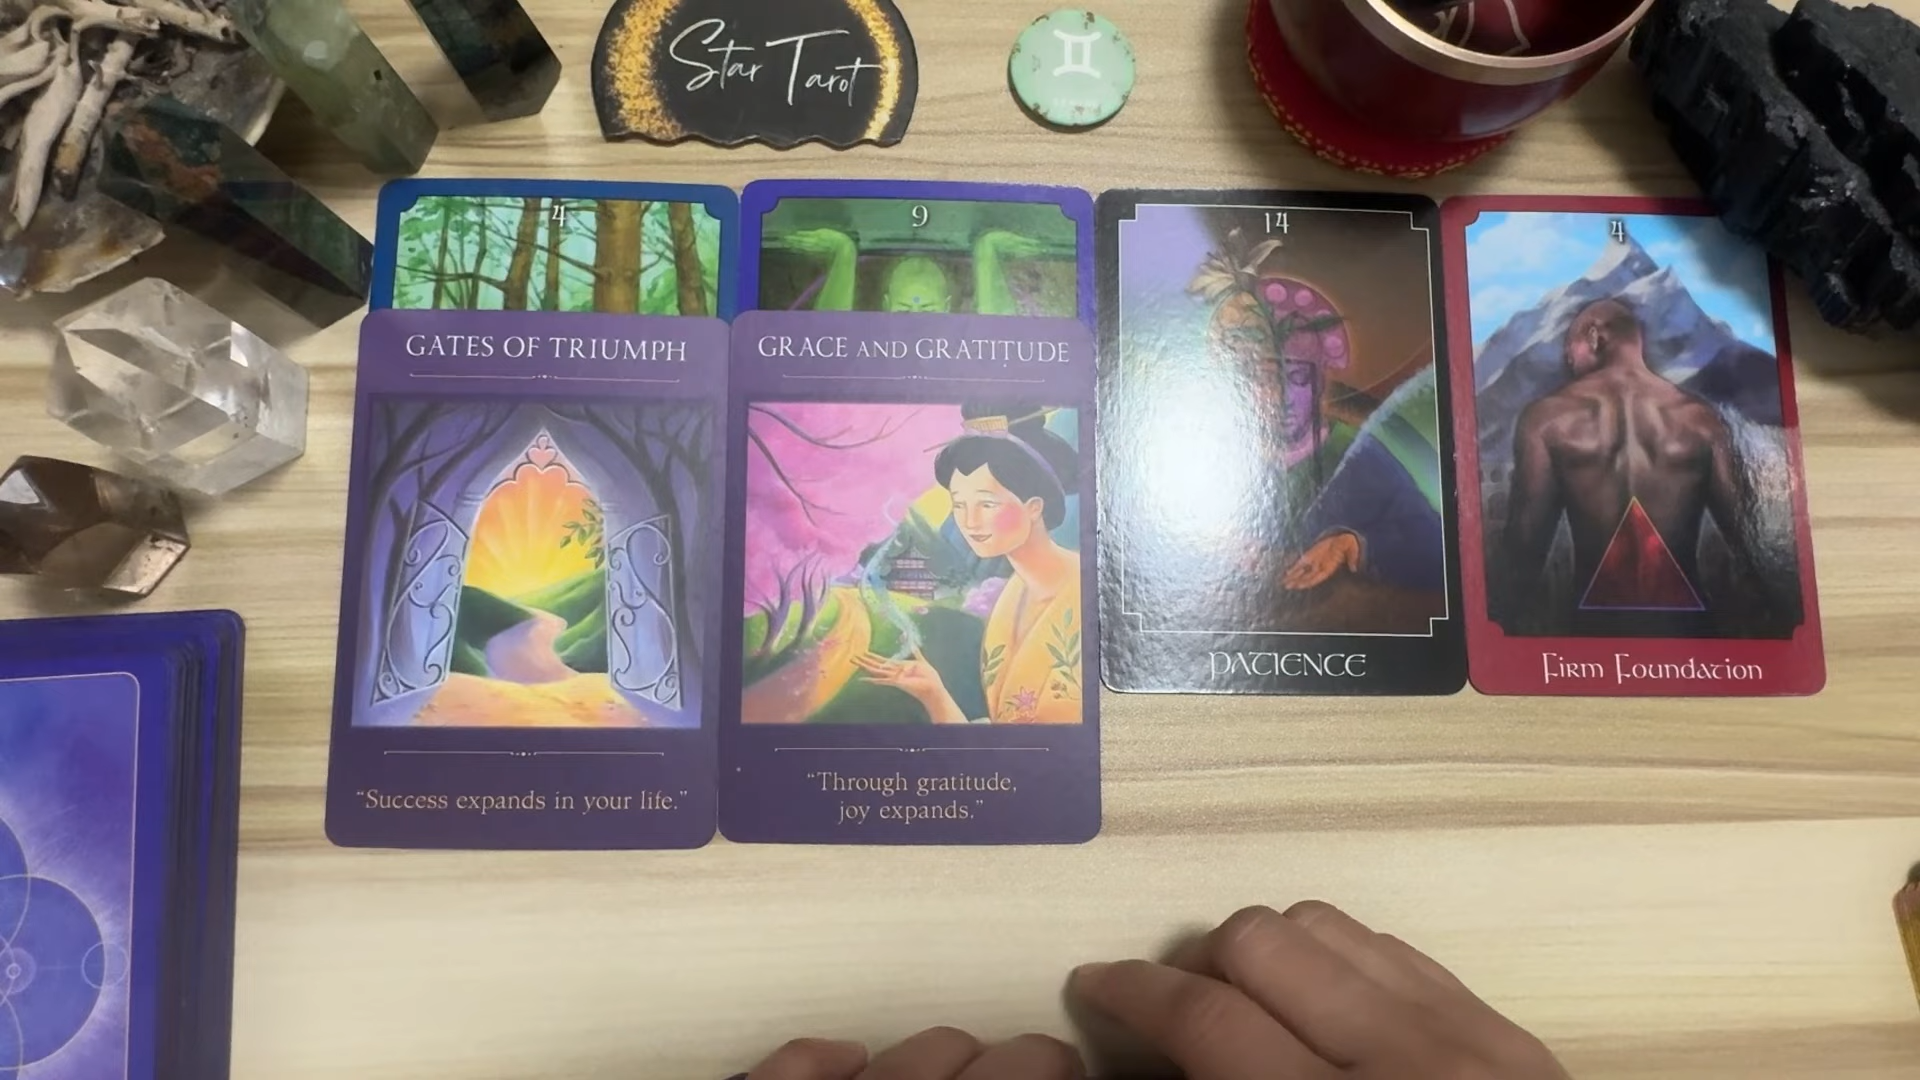 Star Tarot
4
9
14
4
GATES OF TRIUMPH
GRACE AND GRATITUDE
PATIENCE
Firm Foundation
“Success expands in your life.”
“Through gratitude,
joy expands.”